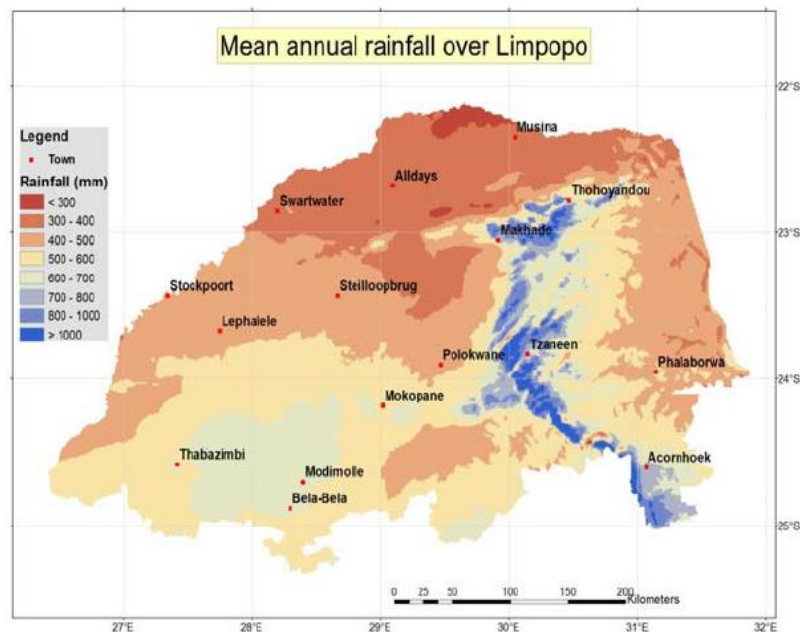 Mean annual rainfall over Limpopo
22°S
Legend
Town
Rainfall (mm)
< 300
300 - 400
400 - 500
500 - 600
600 - 700
700 - 800
800 - 1000
> 1000
Musina
Alldays
Swartwater
Thohoyandou
Makhado
23°S
Stockpoort
Steilloopbrug
Lephalele
Polokwane
Tzaneen
Phalaborwa
24°S
Mokopane
Thabazimbi
Modimolle
Acornhoek
Bela-Bela
25°S
0 25 50 100 150 200
Kilometers
27°E 28°E 29°E 30°E 31°E 32°E